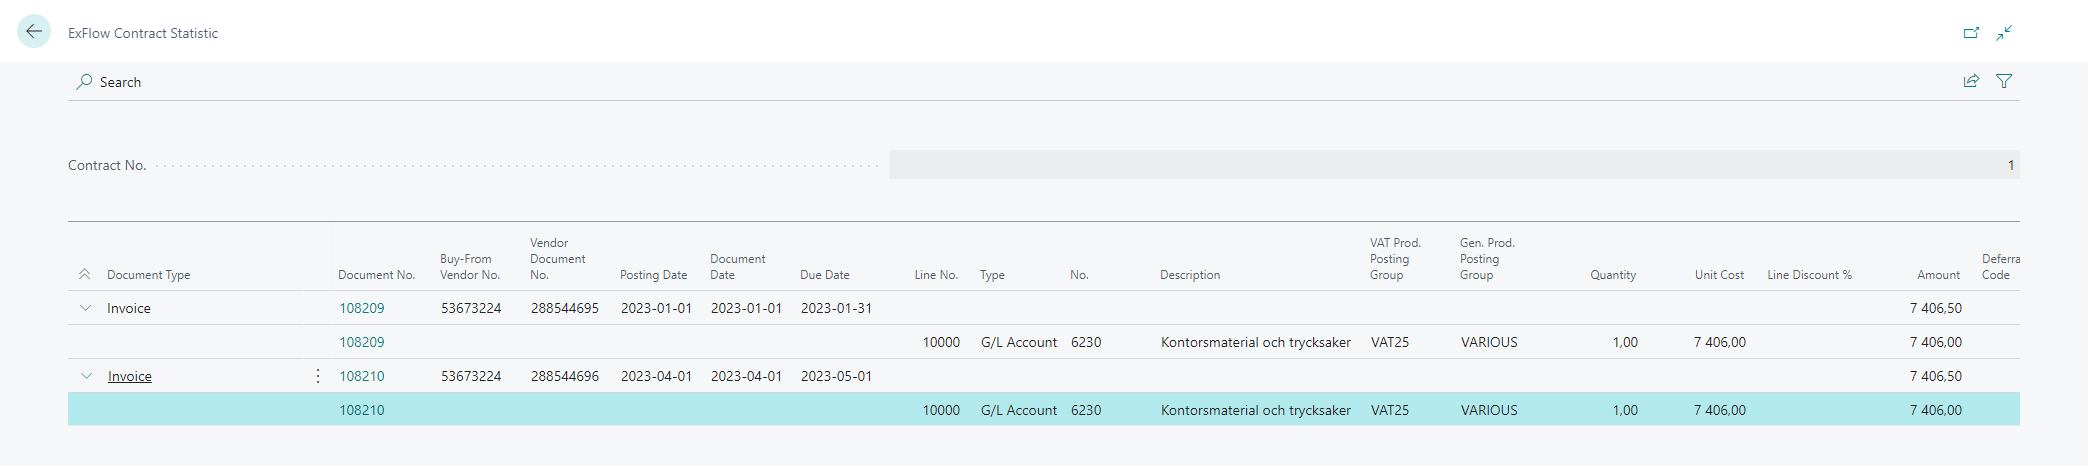 ExFlow Contract Statistic
Search
Contract No. 1
Vendor VAT Prod. Gen. Prod.
Buy-From Document Document Posting Posting Deferra
Document Type Document No. Vendor No. No. Posting Date Date Due Date Line No. Type No. Description Group Group Quantity Unit Cost Line Discount % Amount Code
Invoice 108209 53673224 288544695 2023-01-01 2023-01-01 2023-01-31 7 406,50
108209 10000 G/L Account 6230 Kontorsmaterial och trycksaker VAT25 VARIOUS 1,00 7 406,00 7 406,00
Invoice 108210 53673224 288544696 2023-04-01 2023-04-01 2023-05-01 7 406,50
108210 10000 G/L Account 6230 Kontorsmaterial och trycksaker VAT25 VARIOUS 1,00 7 406,00 7 406,00